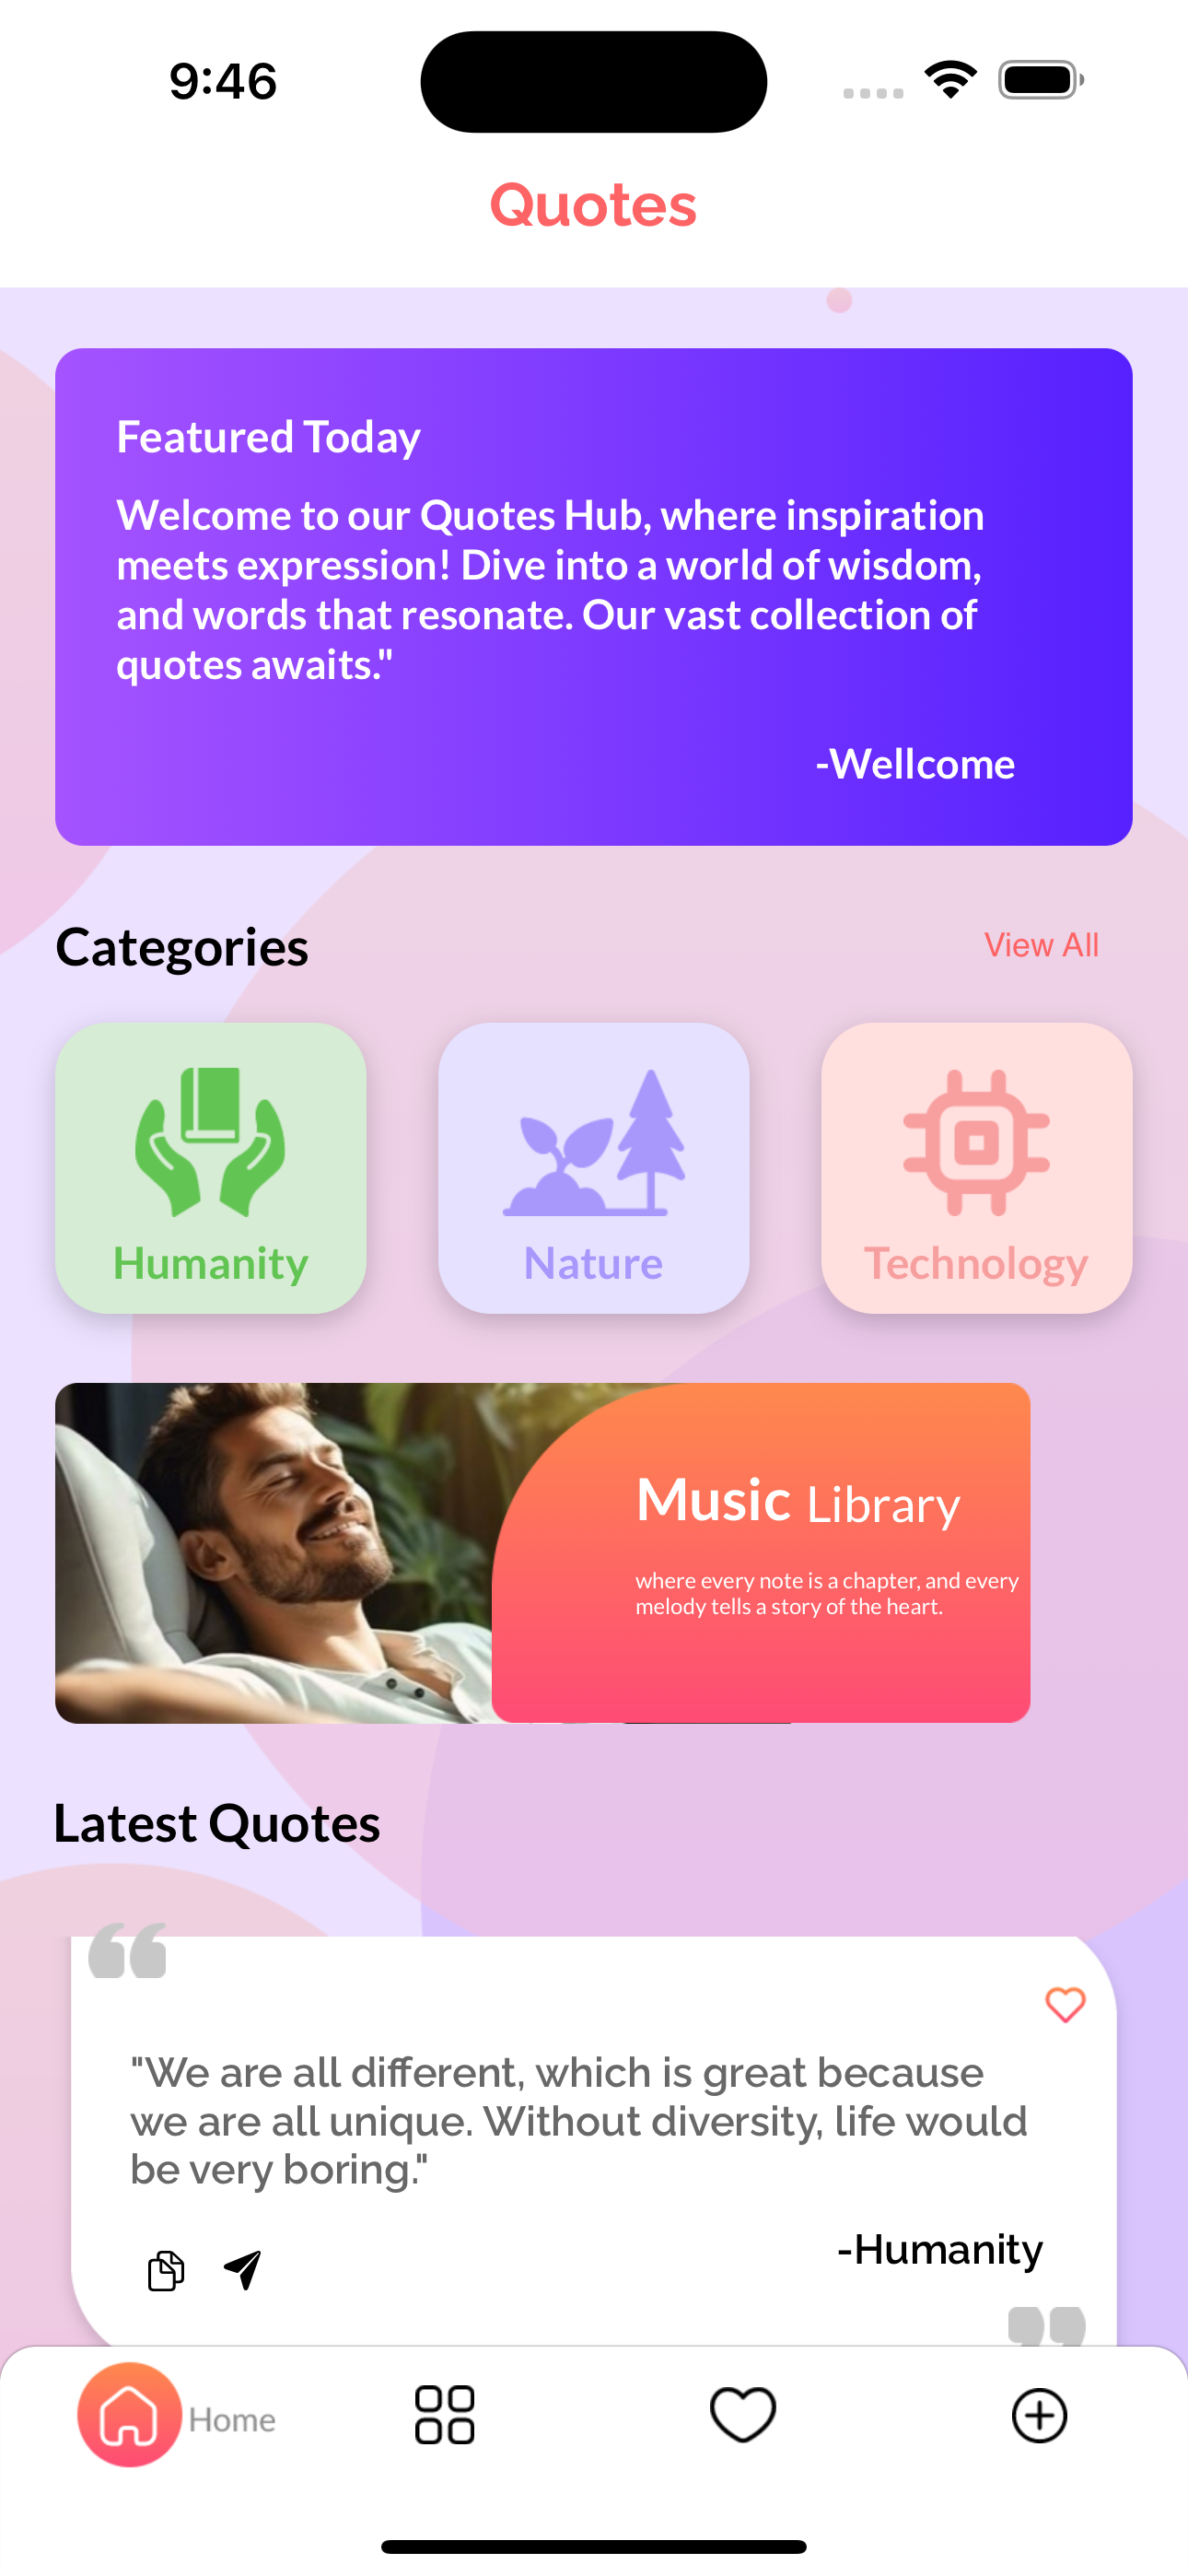 9:46
Quotes
Featured Today
Welcome to our Quotes Hub, where inspiration
meets expression! Dive into a world of wisdom,
and words that resonate. Our vast collection of
quotes awaits."
-Wellcome
Categories
View All
Humanity
Nature
Technology
Music Library
where every note is a chapter, and every
melody tells a story of the heart.
Latest Quotes
"We are all different, which is great because
we are all unique. Without diversity, life would
be very boring."
-Humanity
Home